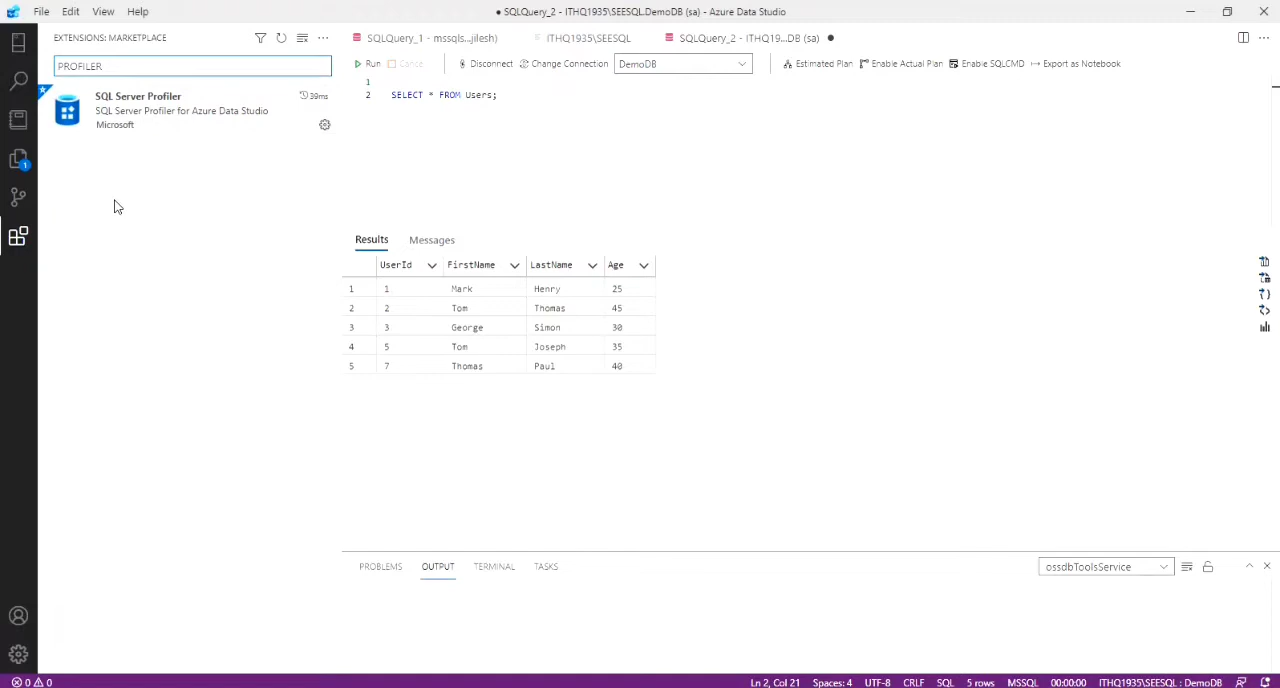 File Edit View Help
● SQLQuery_2 - ITHQ1935\SEESQL.DemoDB (sa) - Azure Data Studio
EXTENSIONS: MARKETPLACE
PROFILER
SQL Server Profiler 39ms
SQL Server Profiler for Azure Data Studio
Microsoft
SQLQuery_1 - mssqls...jilesh) ITHQ1935\SEESQL SQLQuery_2 - ITHQ19...DB (sa) ●
Run Cancel Disconnect Change Connection DemoDB Estimated Plan Enable Actual Plan Enable SQLCMD Export as Notebook
1
2 SELECT * FROM Users;
Results Messages
UserId FirstName LastName Age
1 1 Mark Henry 25
2 2 Tom Thomas 45
3 3 George Simon 30
4 5 Tom Joseph 35
5 7 Thomas Paul 40
PROBLEMS OUTPUT TERMINAL TASKS ossdbToolsService
1
0 0 Ln 2, Col 21 Spaces: 4 UTF-8 CRLF SQL 5 rows MSSQL 00:00:00 ITHQ1935\SEESQL : DemoDB